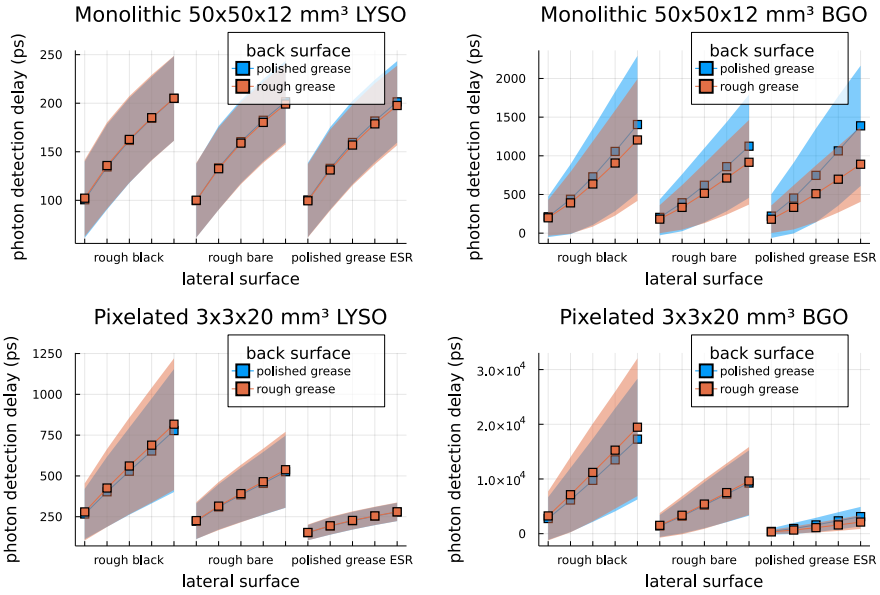 Monolithic 50x50x12 mm³ LYSO
photon detection delay (ps)
250
200
150
100
back surface
polished grease
rough grease
rough black
rough bare
polished grease ESR
lateral surface
Monolithic 50x50x12 mm³ BGO
photon detection delay (ps)
2000
1500
1000
500
0
back surface
polished grease
rough grease
rough black
rough bare
polished grease ESR
lateral surface
Pixelated 3x3x20 mm³ LYSO
photon detection delay (ps)
1250
1000
750
500
250
back surface
polished grease
rough grease
rough black
rough bare
polished grease ESR
lateral surface
Pixelated 3x3x20 mm³ BGO
photon detection delay (ps)
3.0×10⁴
2.0×10⁴
1.0×10⁴
0
back surface
polished grease
rough grease
rough black
rough bare
polished grease ESR
lateral surface